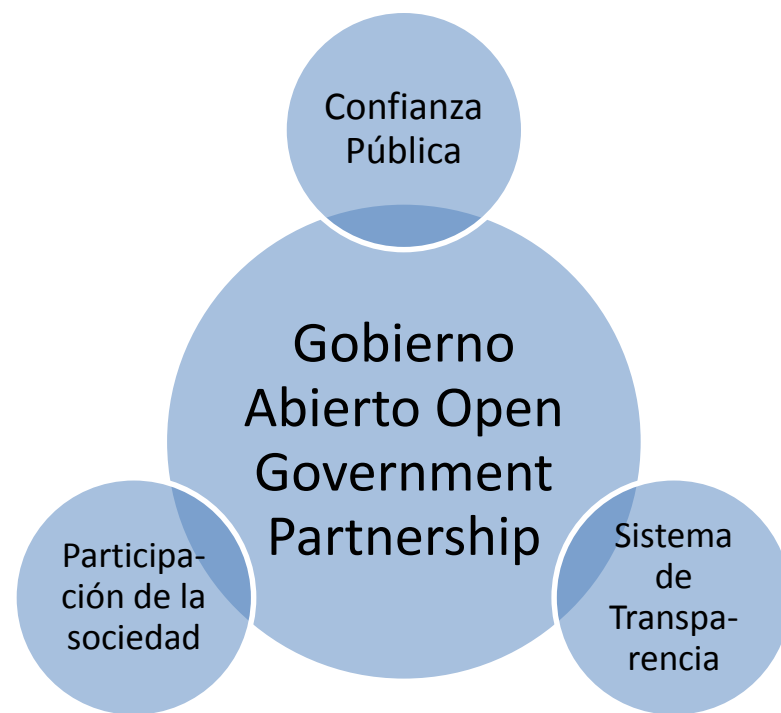 Confianza
Pública
Gobierno
Abierto Open
Government
Partnership
Participa-
ción de la
sociedad
Sistema
de
Transpa-
rencia